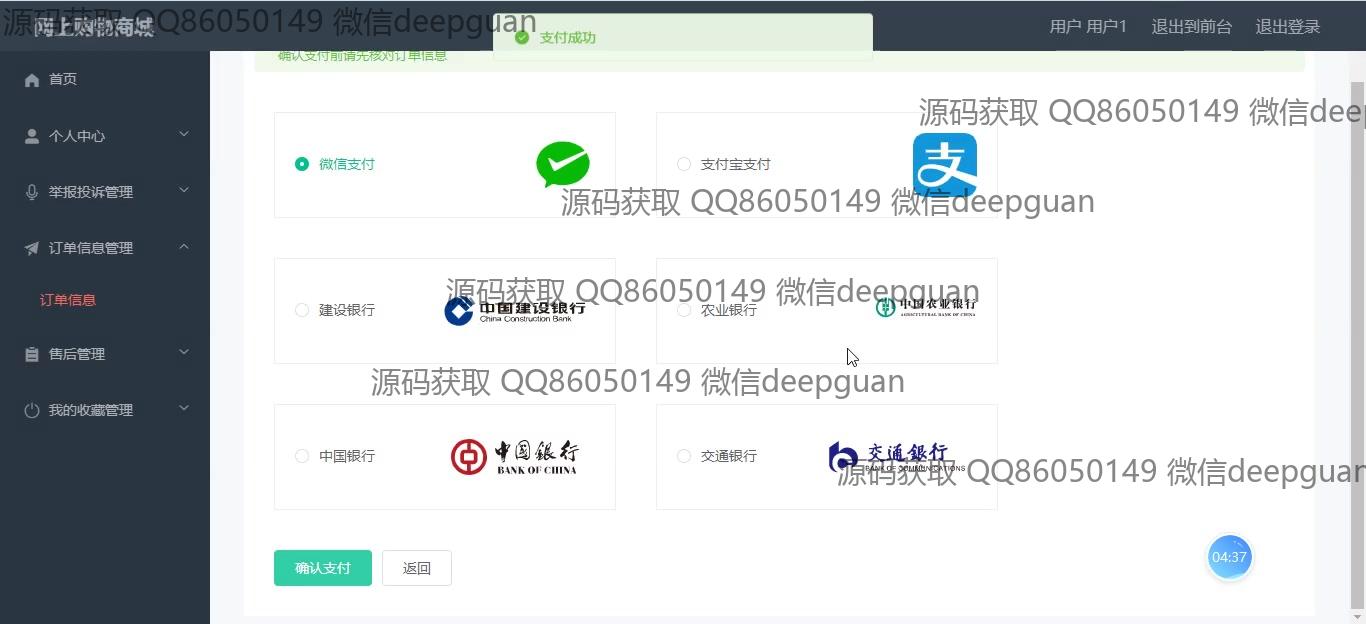 源码获取 QQ86050149 微信deepguan
网上购物商城
支付成功
用户 用户1
退出到前台
退出登录
确认支付前请先核对订单信息
首页
个人中心
举报投诉管理
订单信息管理
订单信息
售后管理
我的收藏管理
源码获取 QQ86050149 微信deep
微信支付
支付宝支付
支
源码获取 QQ86050149 微信deepguan
源码获取 QQ86050149 微信deepguan
建设银行
中国建设银行
China Construction Bank
农业银行
中国农业银行
AGRICULTURAL BANK OF CHINA
源码获取 QQ86050149 微信deepguan
中国银行
中国银行
BANK OF CHINA
交通银行
交通银行
BANK OF COMMUNICATIONS
源码获取 QQ86050149 微信deepguan
确认支付
返回
04:37